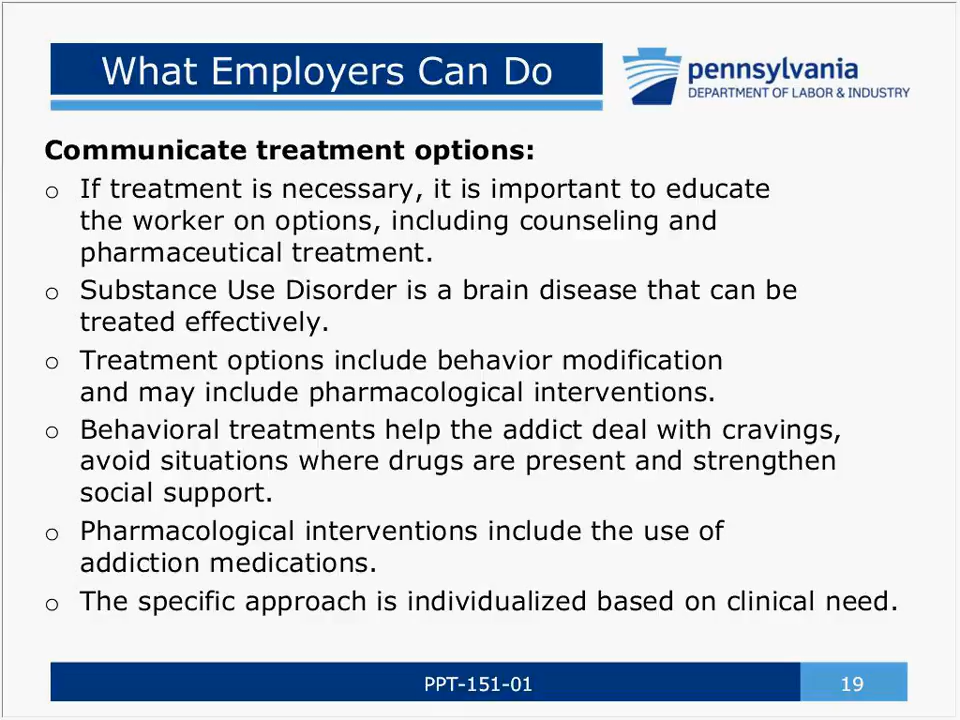 What Employers Can Do
pennsylvania
DEPARTMENT OF LABOR & INDUSTRY
Communicate treatment options:
o If treatment is necessary, it is important to educate
the worker on options, including counseling and
pharmaceutical treatment.
o Substance Use Disorder is a brain disease that can be
treated effectively.
o Treatment options include behavior modification
and may include pharmacological interventions.
o Behavioral treatments help the addict deal with cravings,
avoid situations where drugs are present and strengthen
social support.
o Pharmacological interventions include the use of
addiction medications.
o The specific approach is individualized based on clinical need.
PPT-151-01
19